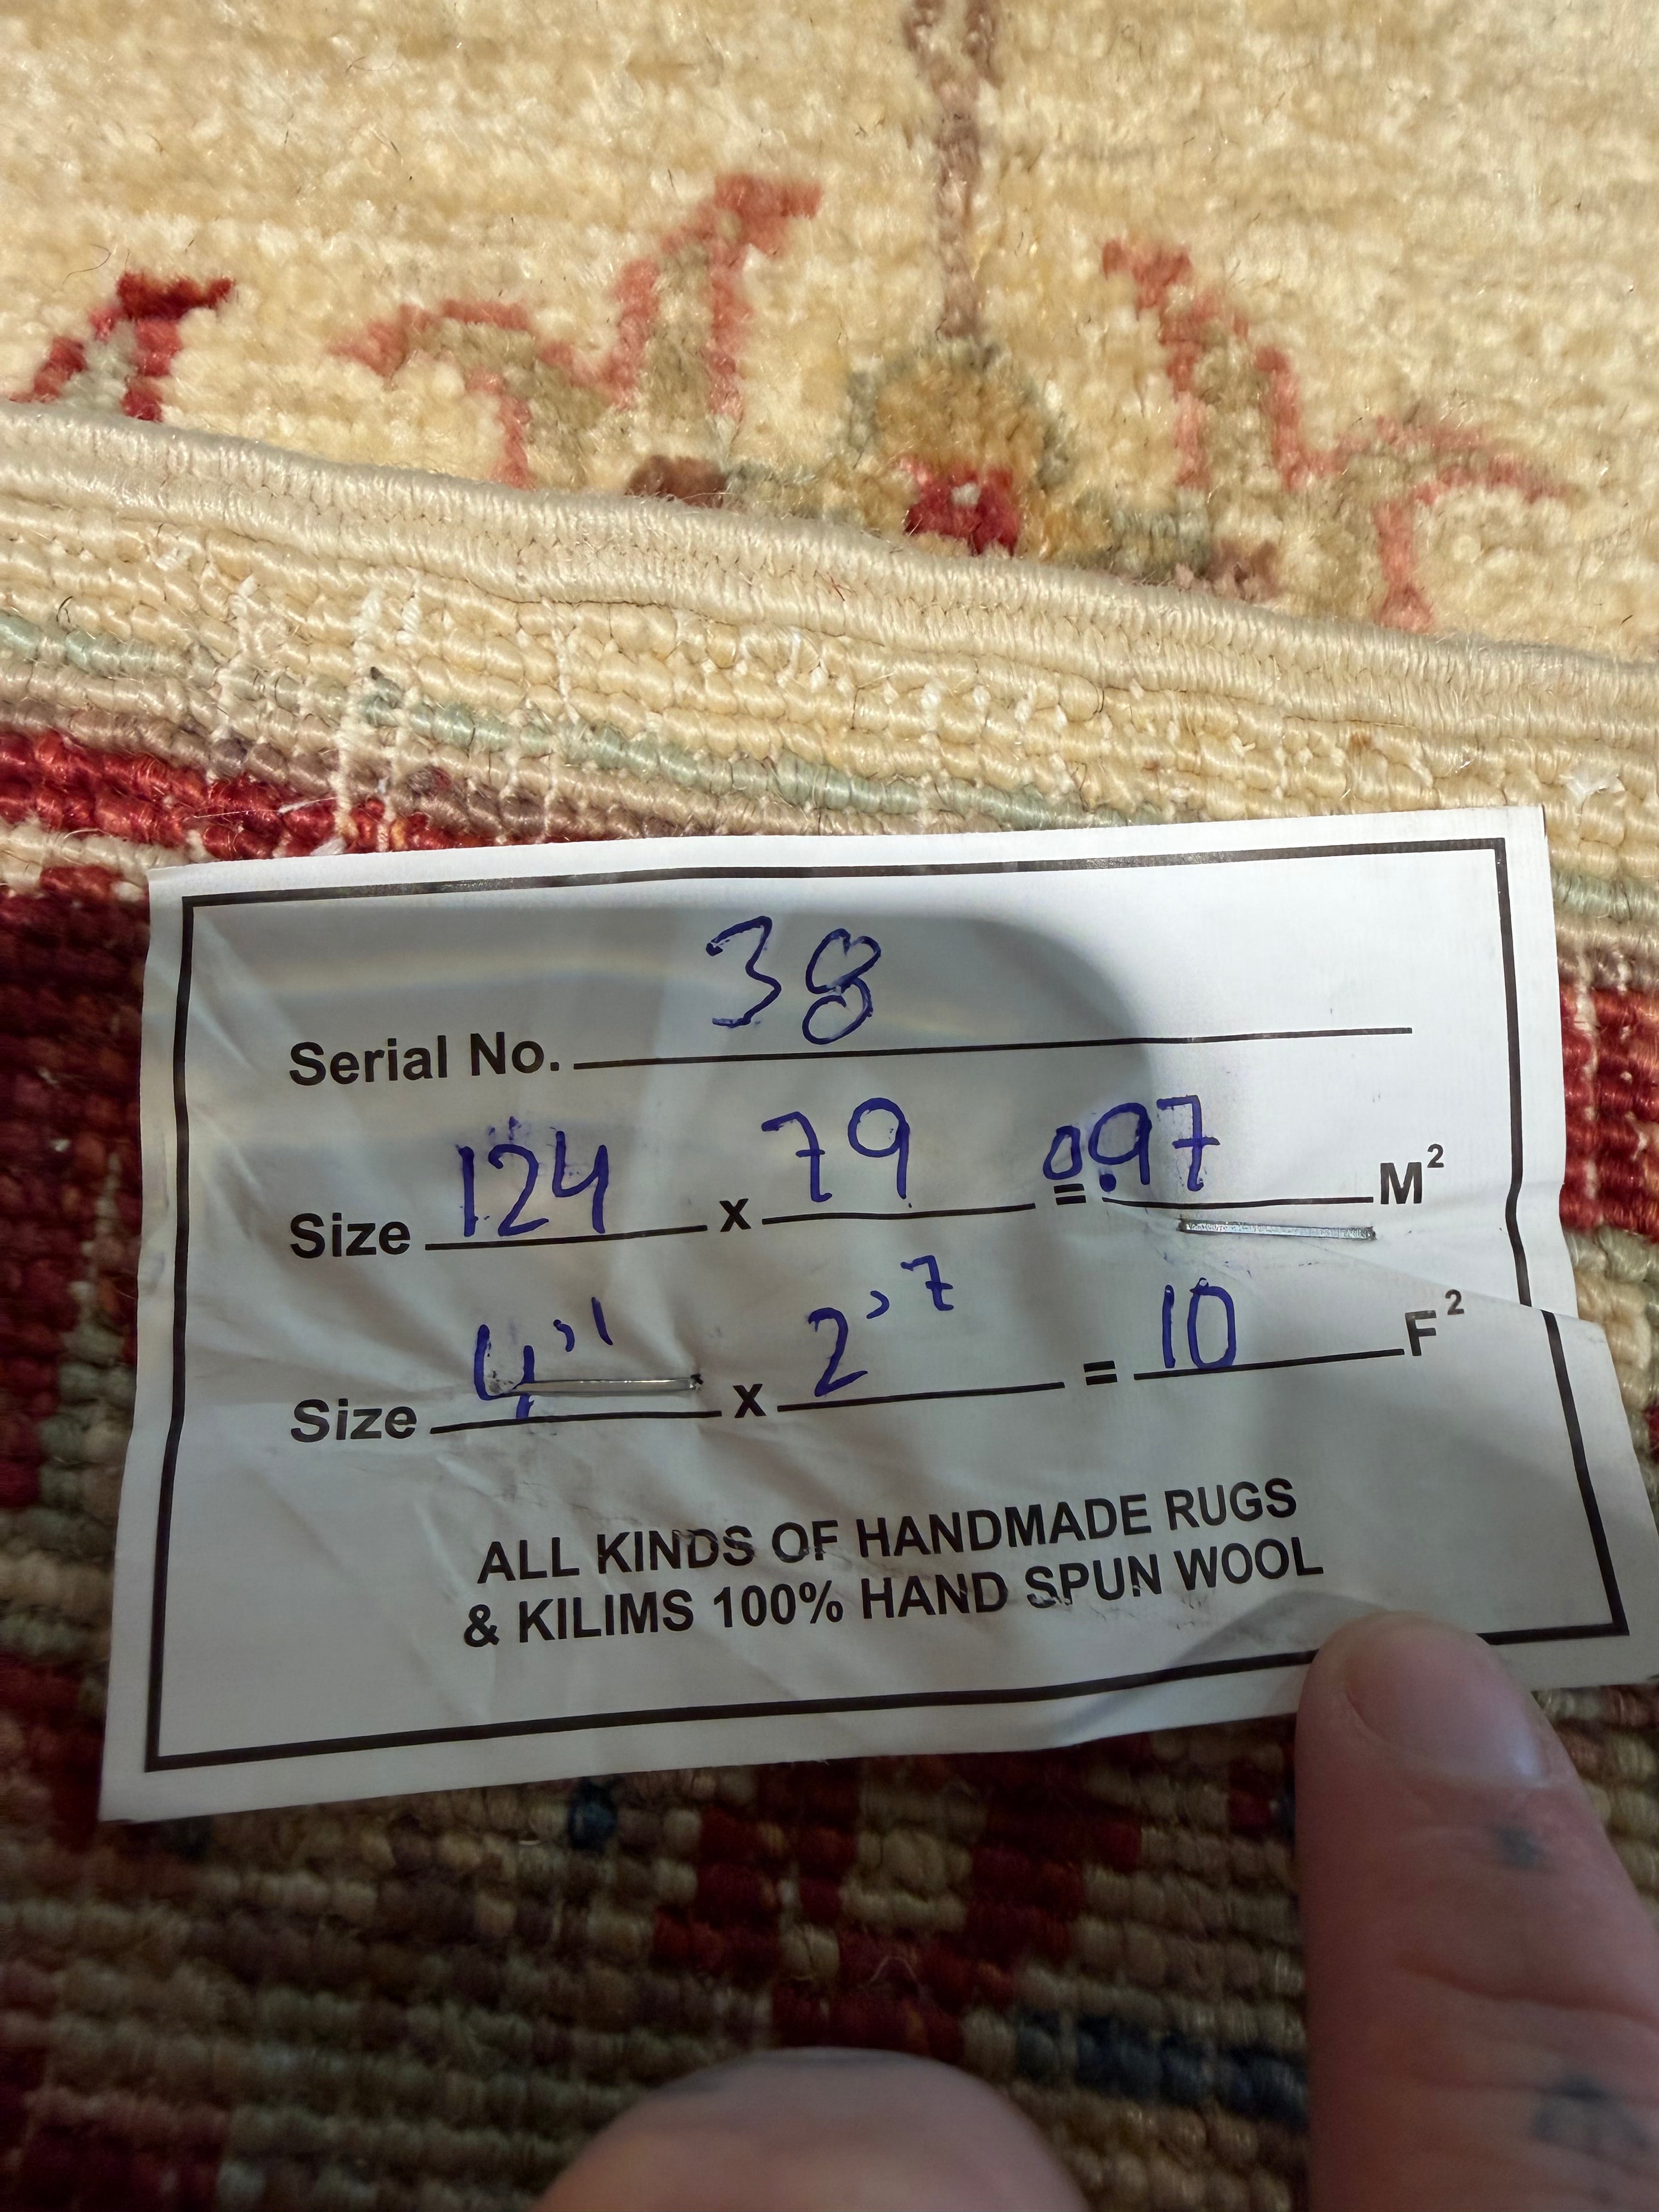 Serial No. 38
Size 124 x 79 = 0.97 M²
Size 4'1 x 2'7 = 10 F²
ALL KINDS OF HANDMADE RUGS
& KILIMS 100% HAND SPUN WOOL